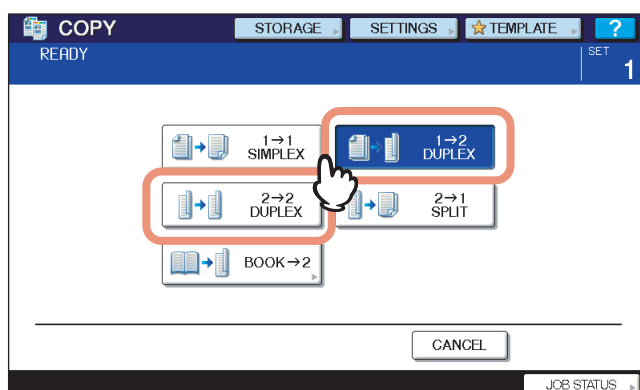 COPY
STORAGE
SETTINGS
TEMPLATE
?
READY
SET
1
1→1
SIMPLEX
1→2
DUPLEX
2→2
DUPLEX
2→1
SPLIT
BOOK→2
CANCEL
JOB STATUS